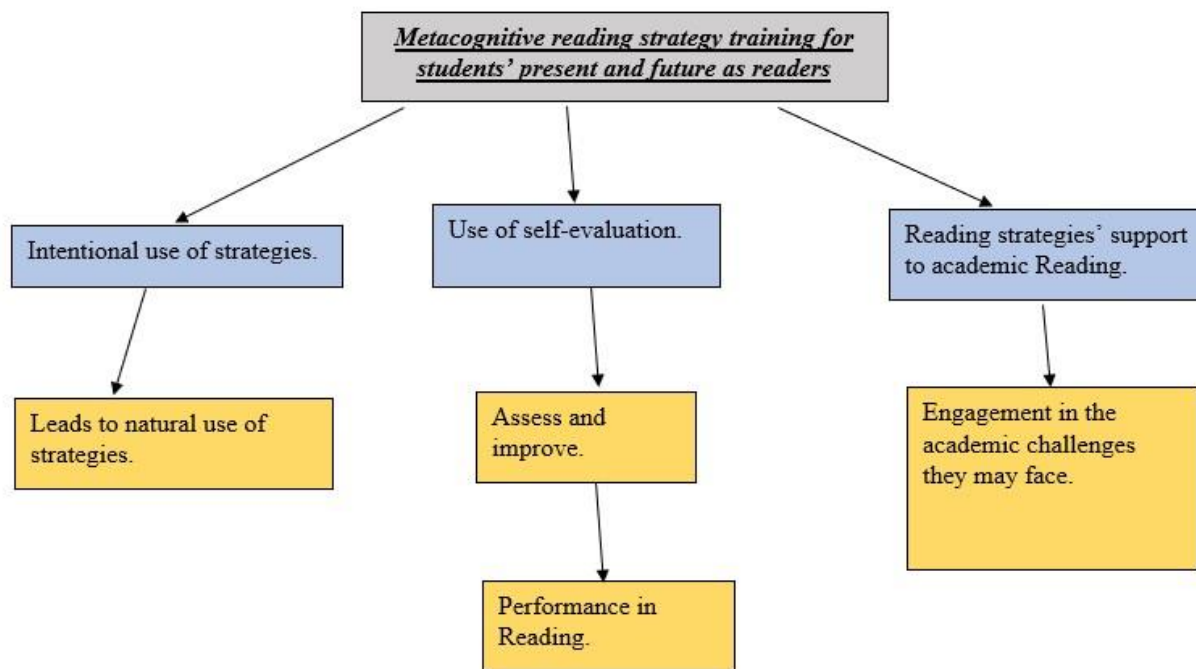 Metacognitive reading strategy training for
students’ present and future as readers
Intentional use of strategies.
Use of self-evaluation.
Reading strategies’ support
to academic Reading.
Leads to natural use of
strategies.
Assess and
improve.
Engagement in the
academic challenges
they may face.
Performance in
Reading.